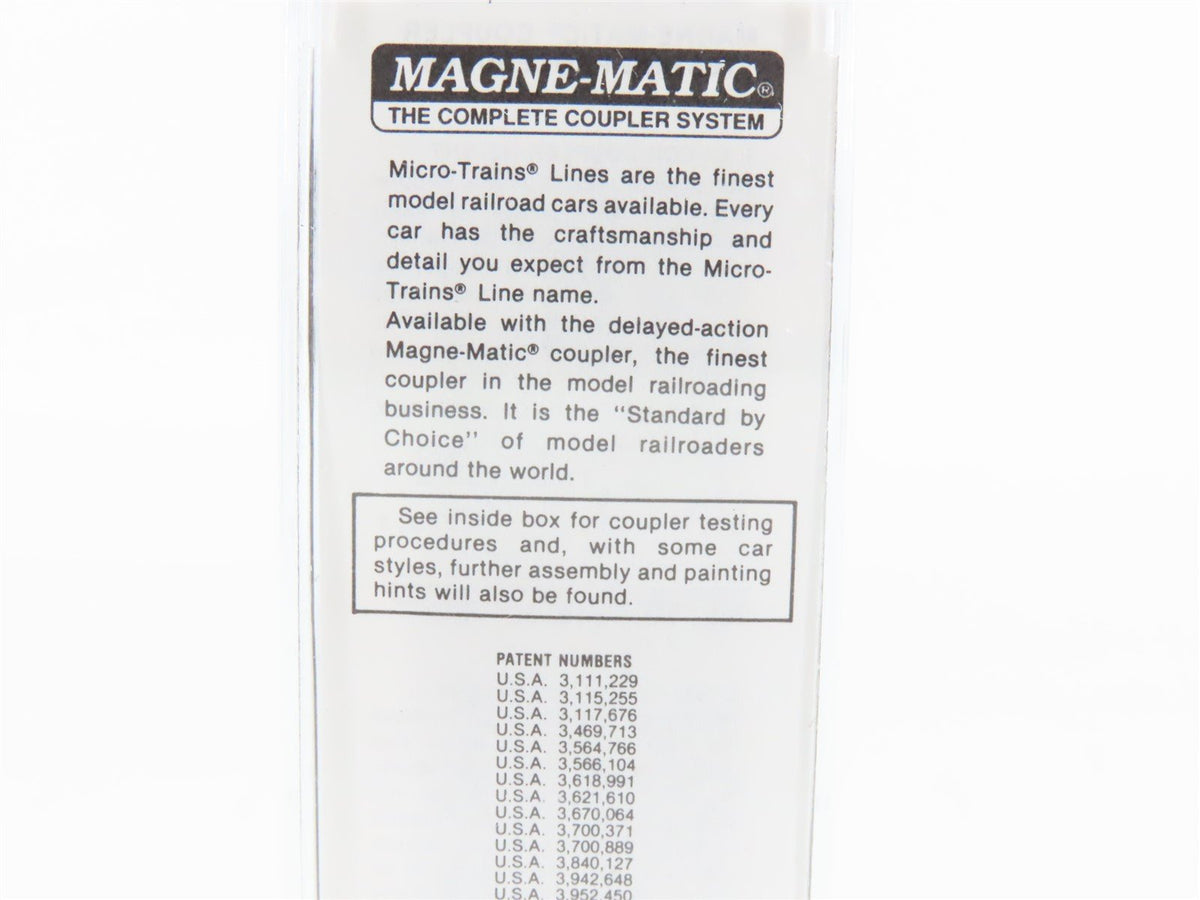 MAGNE-MATIC®
THE COMPLETE COUPLER SYSTEM
Micro-Trains® Lines are the finest
model railroad cars available. Every
car has the craftsmanship and
detail you expect from the Micro-
Trains® Line name.
Available with the delayed-action
Magne-Matic® coupler, the finest
coupler in the model railroading
business. It is the "Standard by
Choice" of model railroaders
around the world.
See inside box for coupler testing
procedures and, with some car
styles, further assembly and painting
hints will also be found.
PATENT NUMBERS
U.S.A. 3,111,229
U.S.A. 3,115,255
U.S.A. 3,117,676
U.S.A. 3,469,713
U.S.A. 3,564,766
U.S.A. 3,566,104
U.S.A. 3,618,991
U.S.A. 3,621,610
U.S.A. 3,670,064
U.S.A. 3,700,371
U.S.A. 3,700,889
U.S.A. 3,840,127
U.S.A. 3,942,648
U.S.A. 3,952,450